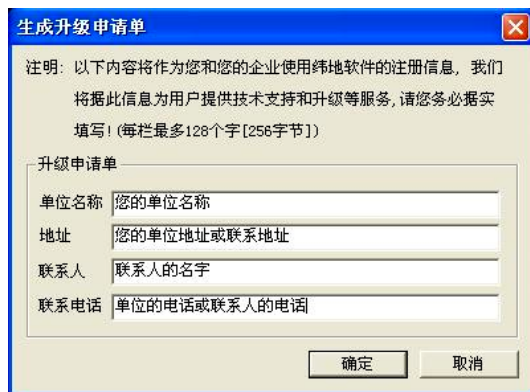 生成升级申请单
注明: 以下内容将作为您和您的企业使用纬地软件的注册信息, 我们
将据此信息为用户提供技术支持和升级等服务, 请您务必据实
填写! (每栏最多128个字[256字节])
升级申请单
单位名称 您的单位名称
地址 您的单位地址或联系地址
联系人 联系人的名字
联系电话 单位的电话或联系人的电话
确定 取消